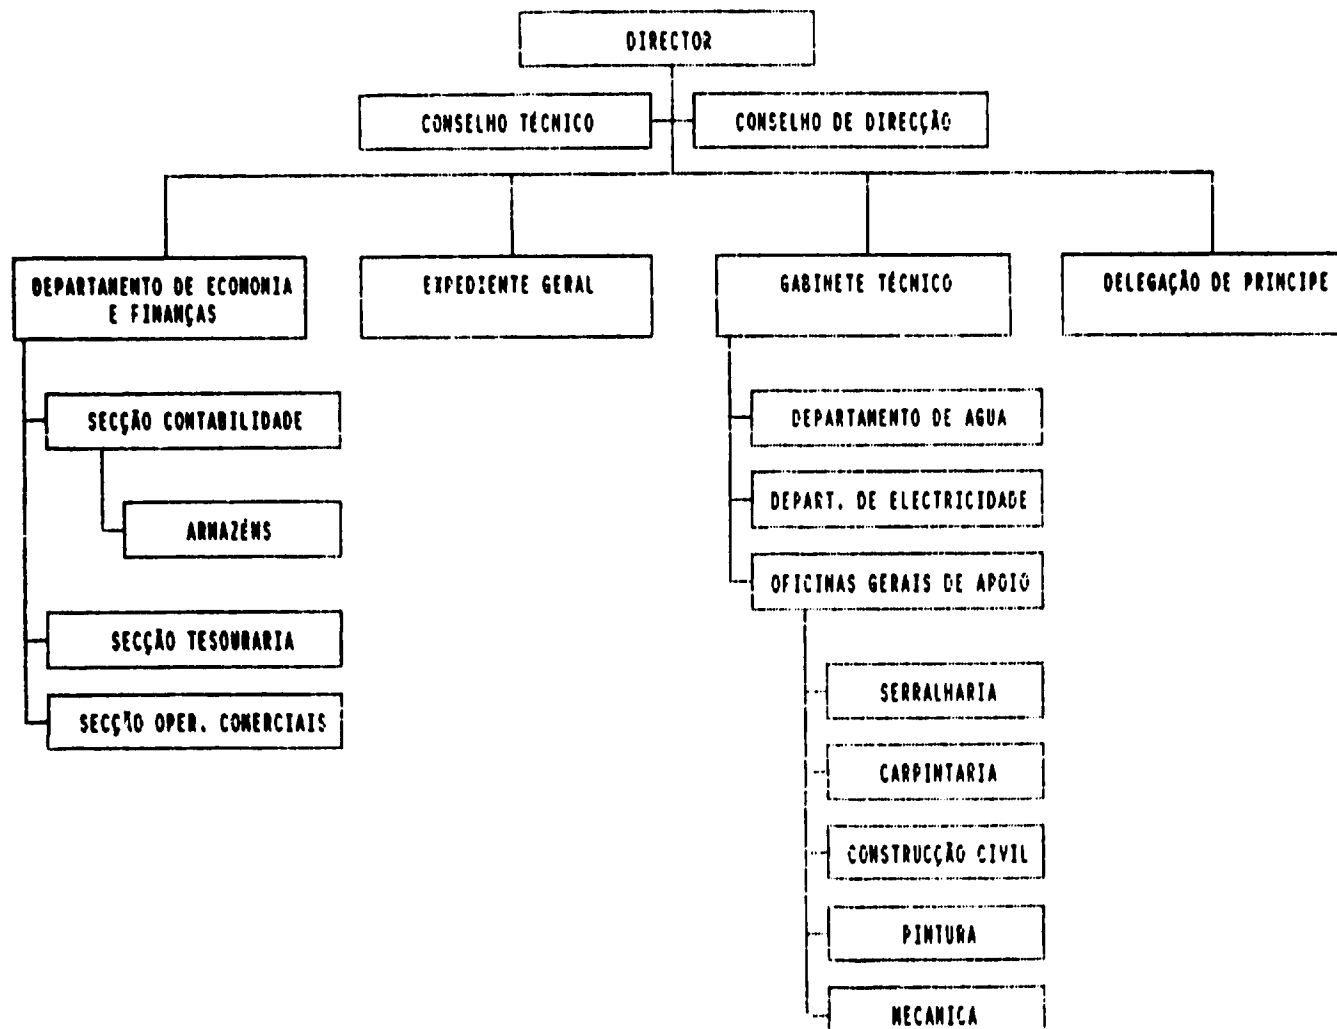 DIRECTOR
CONSELHO TÉCNICO
CONSELHO DE DIRECÇÃO
DEPARTAMENTO DE ECONOMIA
E FINANÇAS
EXPEDIENTE GERAL
GABINETE TÉCNICO
DELEGAÇÃO DE PRINCIPE
SECÇÃO CONTABILIDADE
ARMAZÉNS
SECÇÃO TESOURARIA
SECÇÃO OPER. COMERCIAIS
DEPARTAMENTO DE AGUA
DEPART. DE ELECTRICIDADE
OFICINAS GERAIS DE APOIO
SERRALHARIA
CARPINTARIA
CONSTRUCÇÃO CIVIL
PINTURA
MECANICA